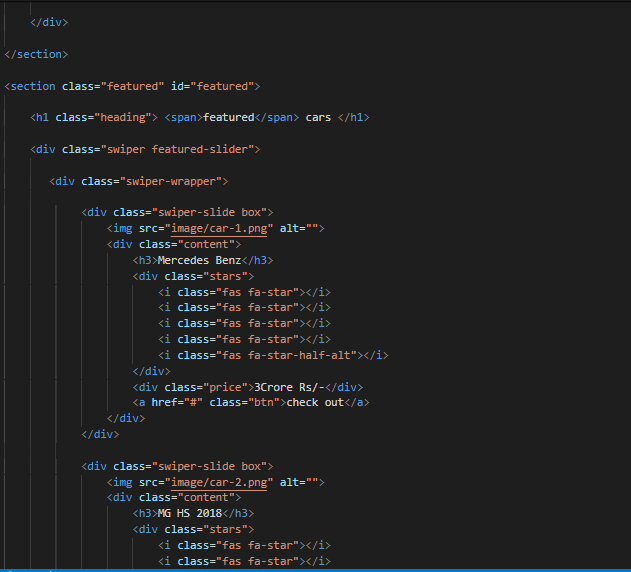 </div>
</section>
<section class="featured" id="featured">
<h1 class="heading"> <span>featured</span> cars </h1>
<div class="swiper featured-slider">
<div class="swiper-wrapper">
<div class="swiper-slide box">
<img src="image/car-1.png" alt="">
<div class="content">
<h3>Mercedes Benz</h3>
<div class="stars">
<i class="fas fa-star"></i>
<i class="fas fa-star"></i>
<i class="fas fa-star"></i>
<i class="fas fa-star"></i>
<i class="fas fa-star-half-alt"></i>
</div>
<div class="price">3Crore Rs/-</div>
<a href="#" class="btn">check out</a>
</div>
</div>
<div class="swiper-slide box">
<img src="image/car-2.png" alt="">
<div class="content">
<h3>MG HS 2018</h3>
<div class="stars">
<i class="fas fa-star"></i>
<i class="fas fa-star"></i>